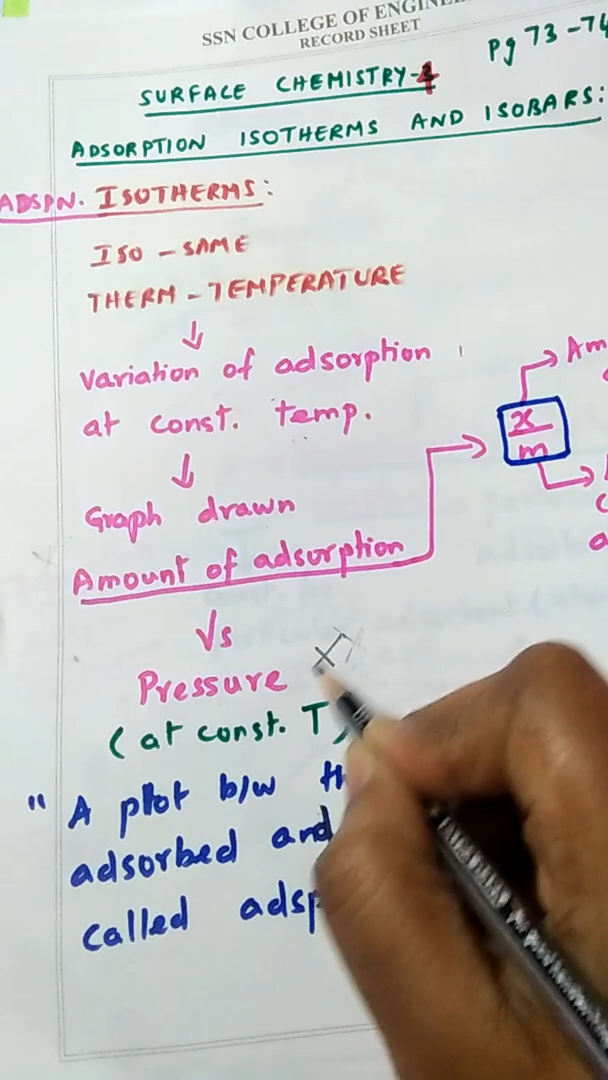 SSN COLLEGE OF
RECORD SHEET
Pg 73-74
SURFACE CHEMISTRY-4
ADSORPTION ISOTHERMS AND ISOBARS:
ADSPN. ISOTHERMS:
ISO - SAME
THERM - TEMPERATURE
↓
Variation of adsorption
at const. temp.
↓
Graph drawn
Amount of adsorption → x/m
Vs
Pressure
(at const. T)
" A plot b/w
adsorbed and
called